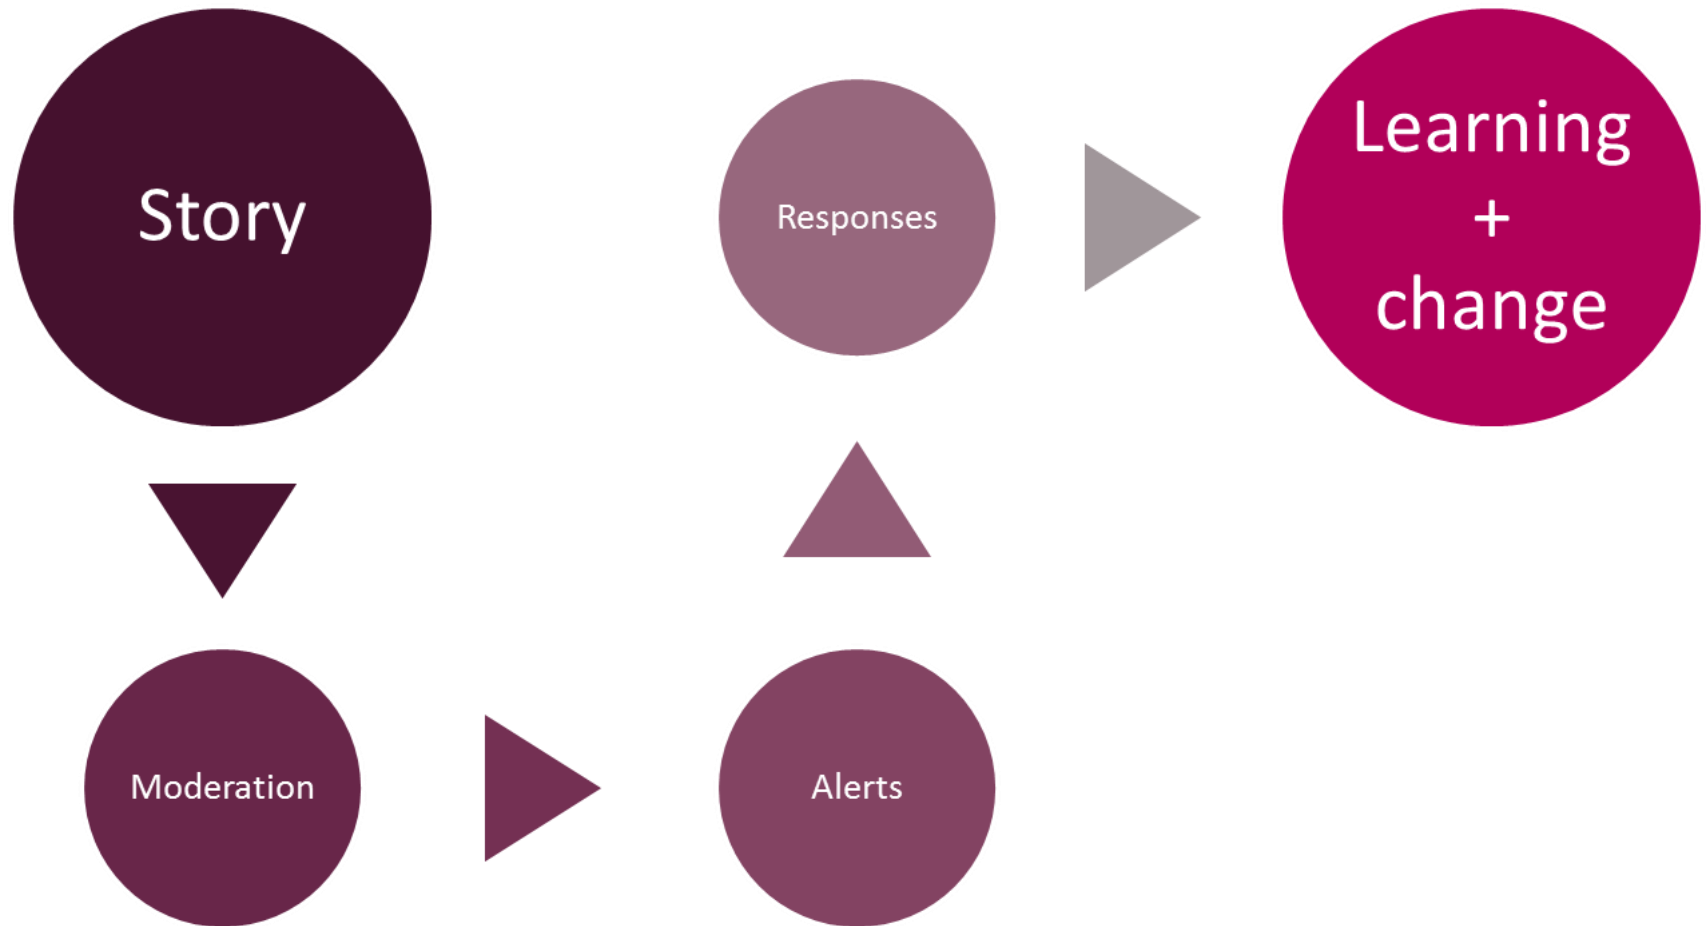 Story
Moderation
Alerts
Responses
Learning
+
change